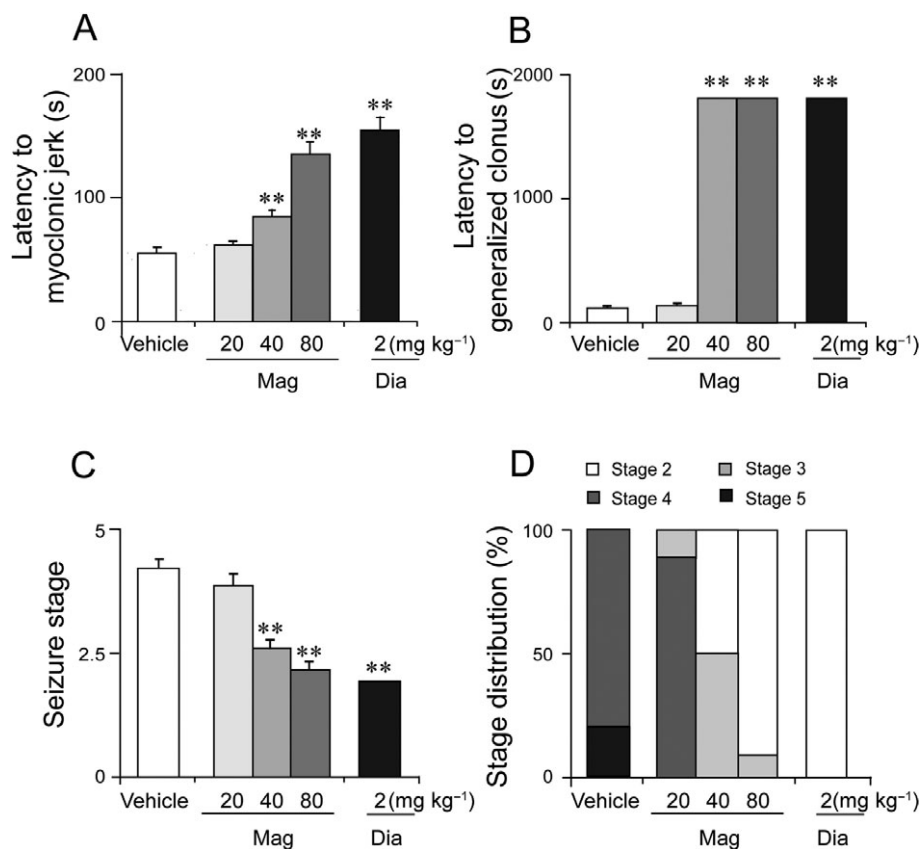 A
Latency to
myoclonic jerk (s)
200
100
0
**
**
**
Vehicle
20 40 80
2 (mg kg⁻¹)
Mag
Dia
B
Latency to
generalized clonus (s)
2000
1000
0
** ** **
Vehicle
20 40 80
2 (mg kg⁻¹)
Mag
Dia
C
Seizure stage
5
2.5
0
**
**
**
Vehicle
20 40 80
2 (mg kg⁻¹)
Mag
Dia
D
Stage 2
Stage 3
Stage 4
Stage 5
Stage distribution (%)
100
50
0
Vehicle
20 40 80
2 (mg kg⁻¹)
Mag
Dia